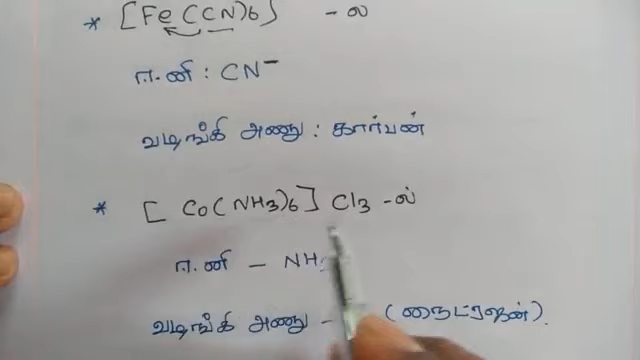 * [Fe(CN)6] - ல
ஈ.னி : CN⁻
வழங்கி அணு : கார்பன்
* [Co(NH3)6] Cl3 -ல்
ஈ.னி - NH
வழங்கி அணு - (நைட்ரஜன்).